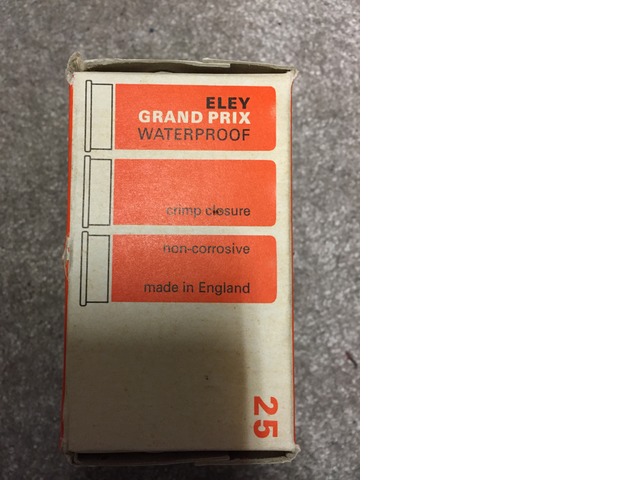 ELEY
GRAND PRIX
WATERPROOF
crimp closure
non-corrosive
made in England
25